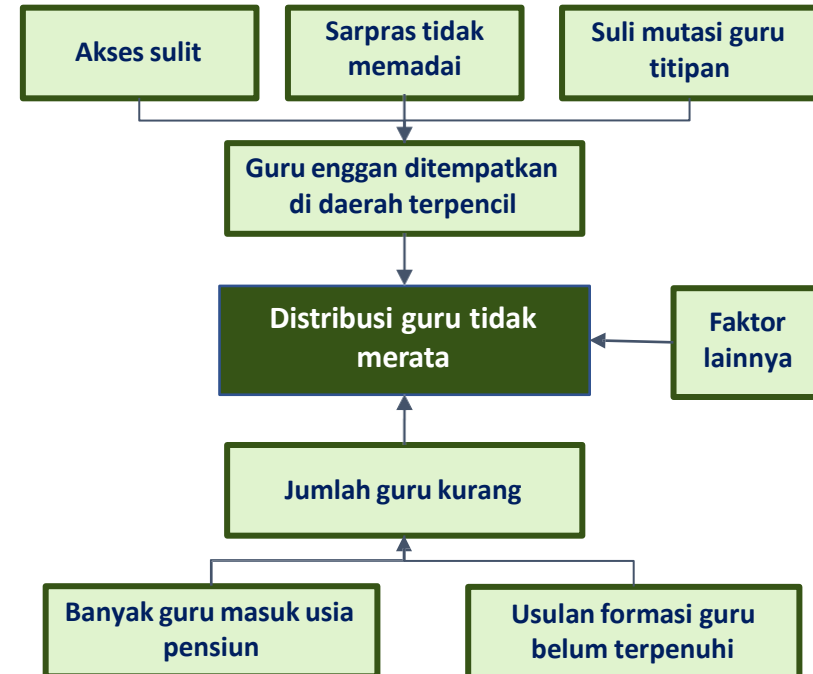 Akses sulit
Sarpras tidak
memadai
Suli mutasi guru
titipan
Guru enggan ditempatkan
di daerah terpencil
Distribusi guru tidak
merata
Faktor
lainnya
Jumlah guru kurang
Banyak guru masuk usia
pensiun
Usulan formasi guru
belum terpenuhi